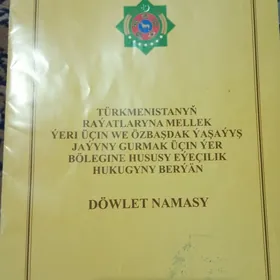 TÜRKMENISTANYŇ
RAÝATLARYNA MELLEK
ÝERI ÜÇIN WE ÖZBAŞDAK ÝAŞAÝYŞ
JAÝYNY GURMAK ÜÇIN ÝER
BÖLEGINE HUSUSY EÝEÇILIK
HUKUGYNY BERÝÄN
DÖWLET NAMASY